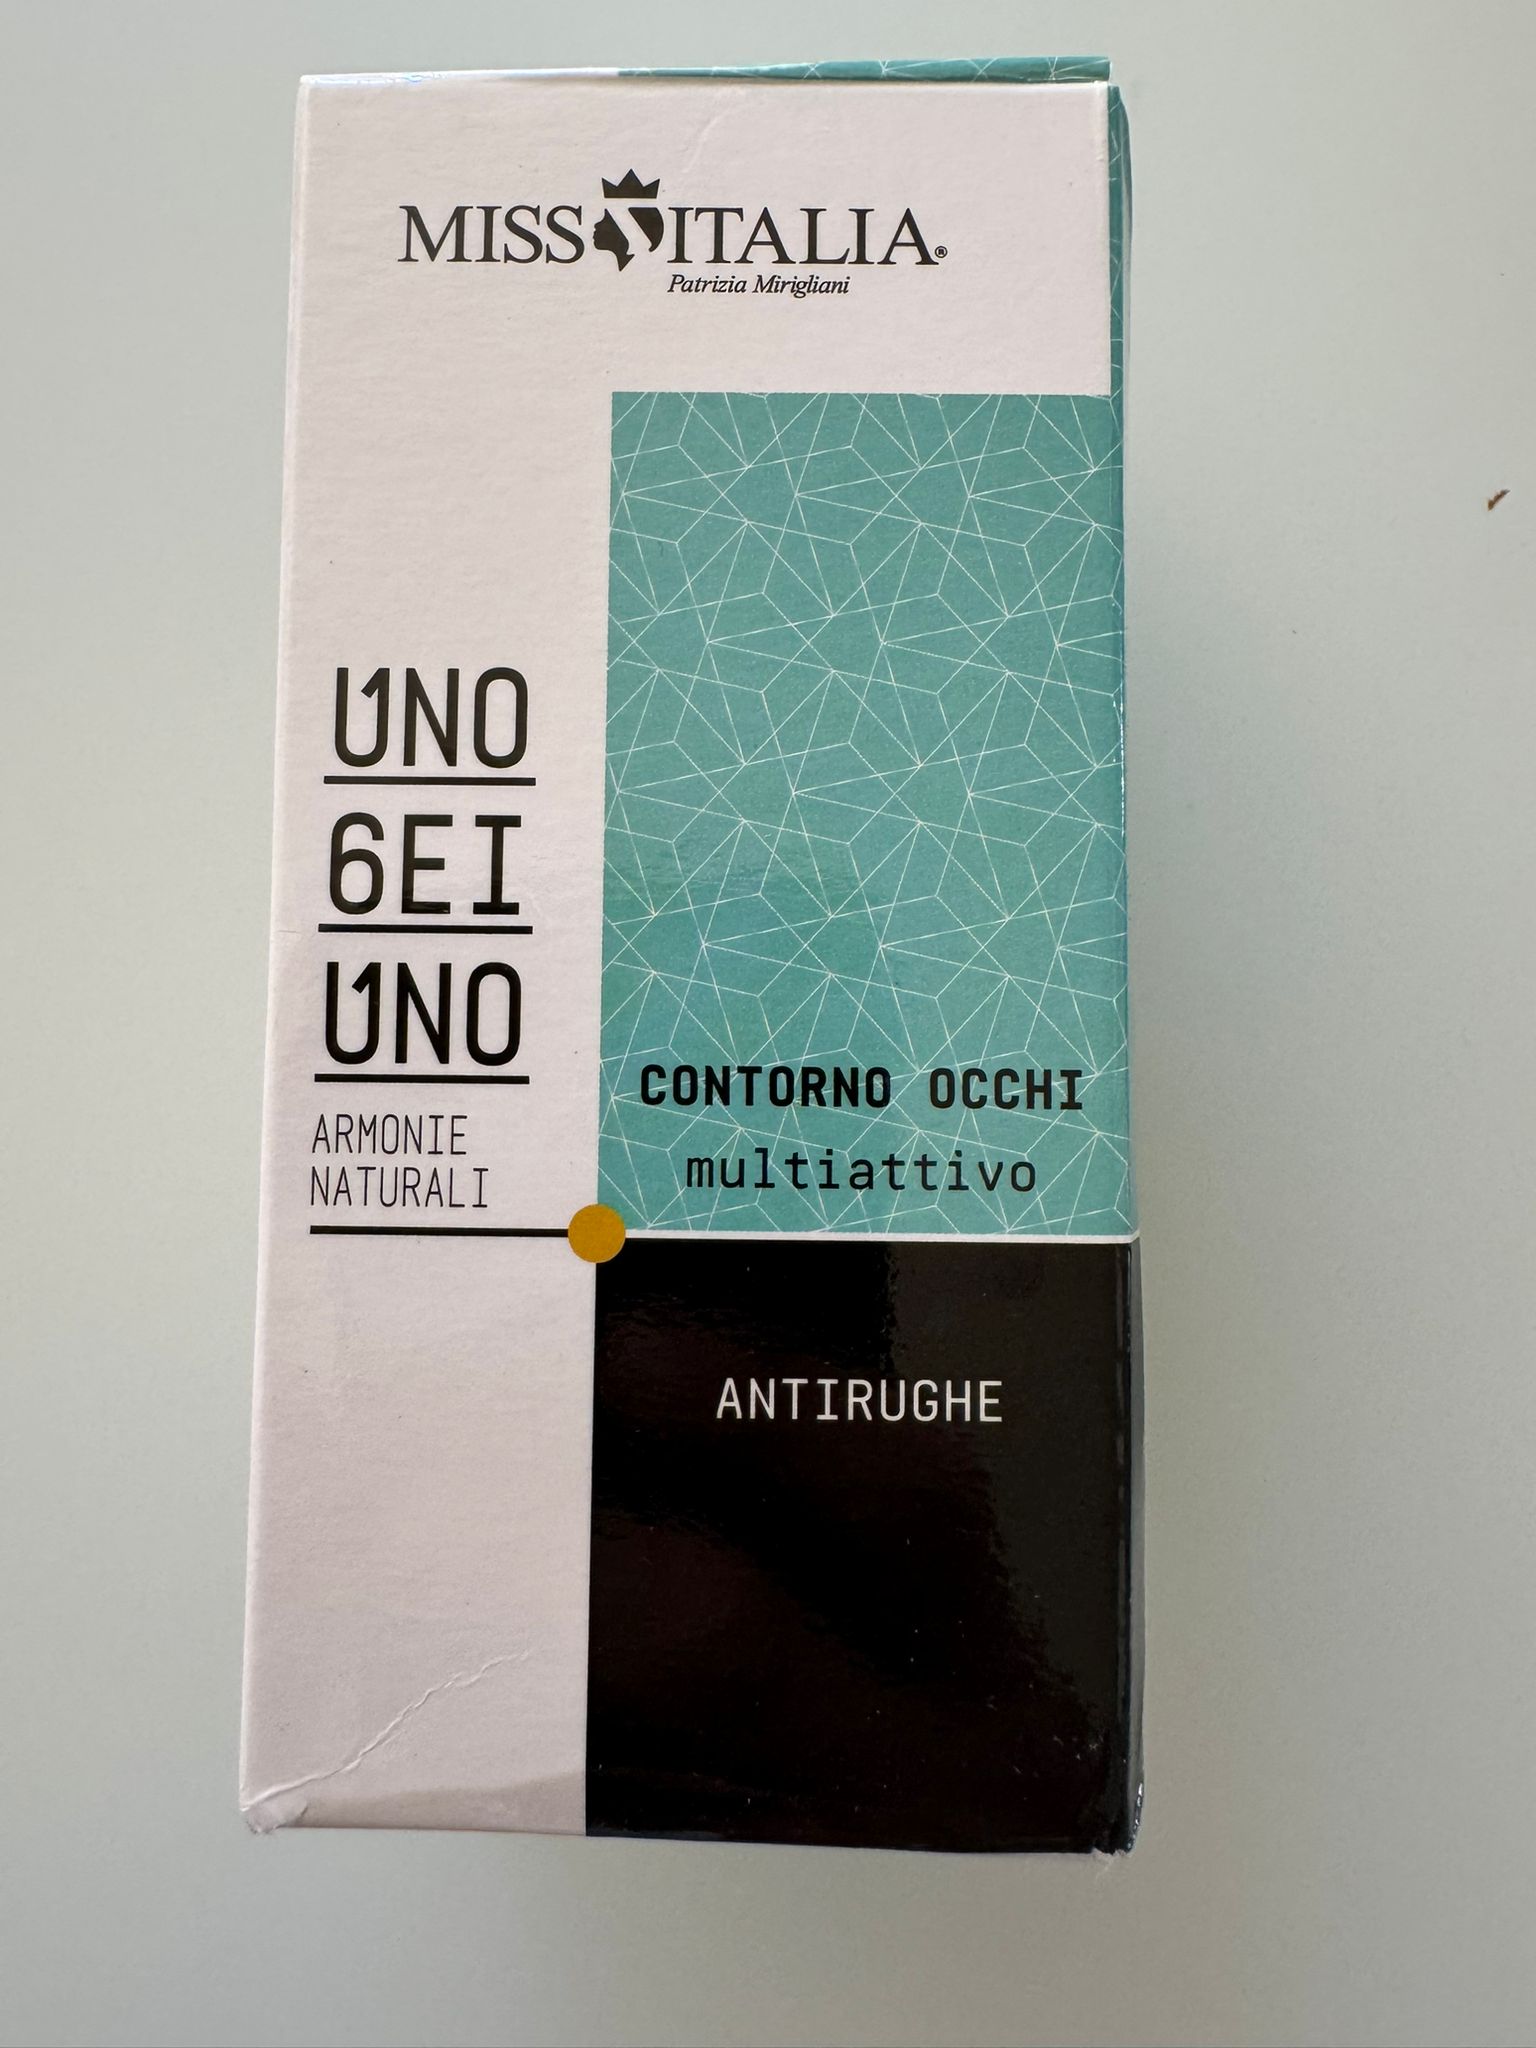 MISS ITALIA®
Patrizia Mirigliani
UNO
6EI
UNO
ARMONIE
NATURALI
CONTORNO OCCHI
multiattivo
ANTIRUGHE